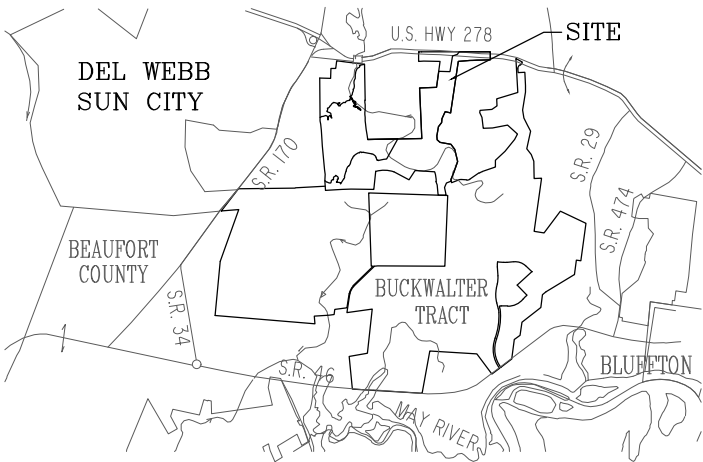 U.S. HWY 278
SITE
DEL WEBB
SUN CITY
S.R. 170
S.R. 29
S.R. 474
BEAUFORT
COUNTY
BUCKWALTER
TRACT
S.R. 34
S.R. 46
BLUFFTON
MAY RIVER